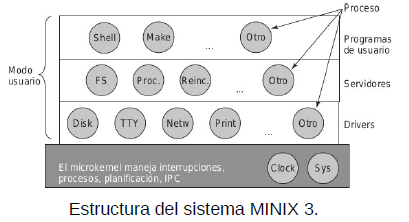 Proceso
Shell
Make
...
Otro
Programas
de usuario
Modo
usuario
FS
Proc.
Reinc.
...
Otro
Servidores
Disk
TTY
Netw
Print
...
Otro
Drivers
El microkernel maneja interrupciones,
procesos, planificación, IPC
Clock
Sys
Estructura del sistema MINIX 3.